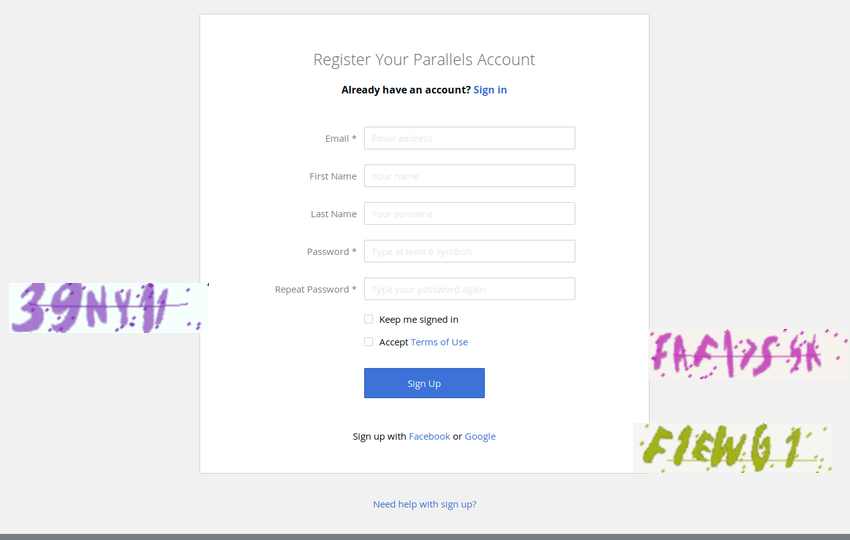 Register Your Parallels Account
Already have an account? Sign in
Email * Email address
First Name Your name
Last Name Your surname
Password * Type at least 6 symbols
Repeat Password * Type your password again
Keep me signed in
Accept Terms of Use
Sign Up
Sign up with Facebook or Google
F1EWG1
Need help with sign up?